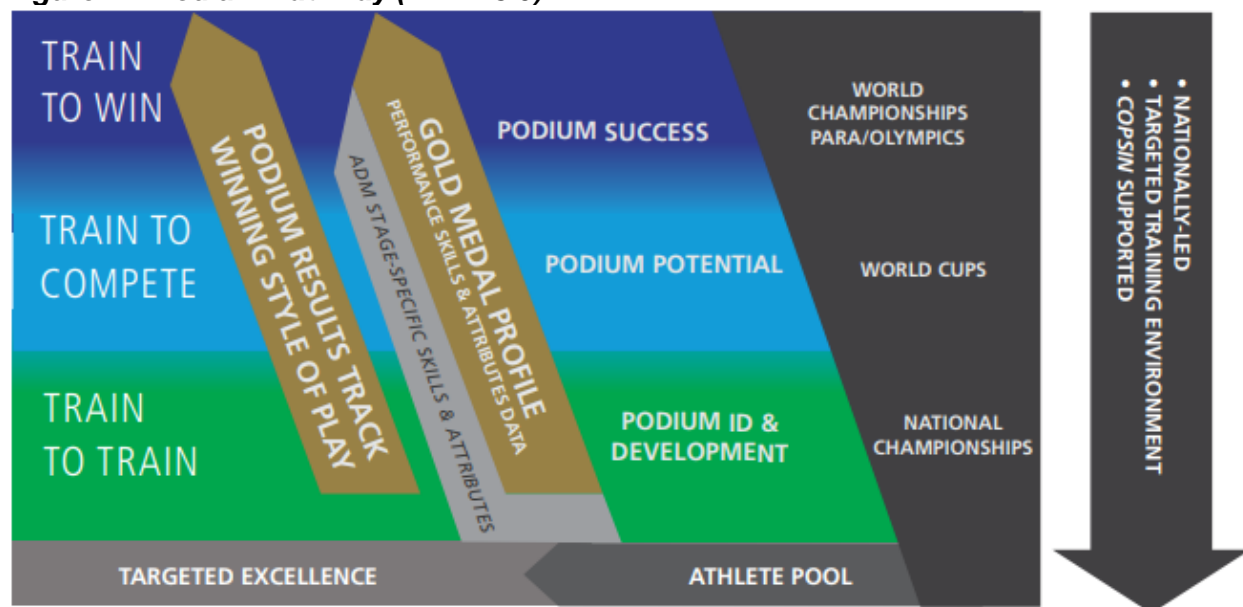 TRAIN
TO WIN
TRAIN TO
COMPETE
TRAIN
TO TRAIN
PODIUM RESULTS TRACK
WINNING STYLE OF PLAY
ADM STAGE-SPECIFIC SKILLS & ATTRIBUTES
GOLD MEDAL PROFILE
PERFORMANCE SKILLS & ATTRIBUTES DATA
PODIUM SUCCESS
PODIUM POTENTIAL
PODIUM ID &
DEVELOPMENT
WORLD
CHAMPIONSHIPS
PARA/OLYMPICS
WORLD CUPS
NATIONAL
CHAMPIONSHIPS
• NATIONALLY-LED
• TARGETED TRAINING ENVIRONMENT
• COPSIN SUPPORTED
TARGETED EXCELLENCE
ATHLETE POOL